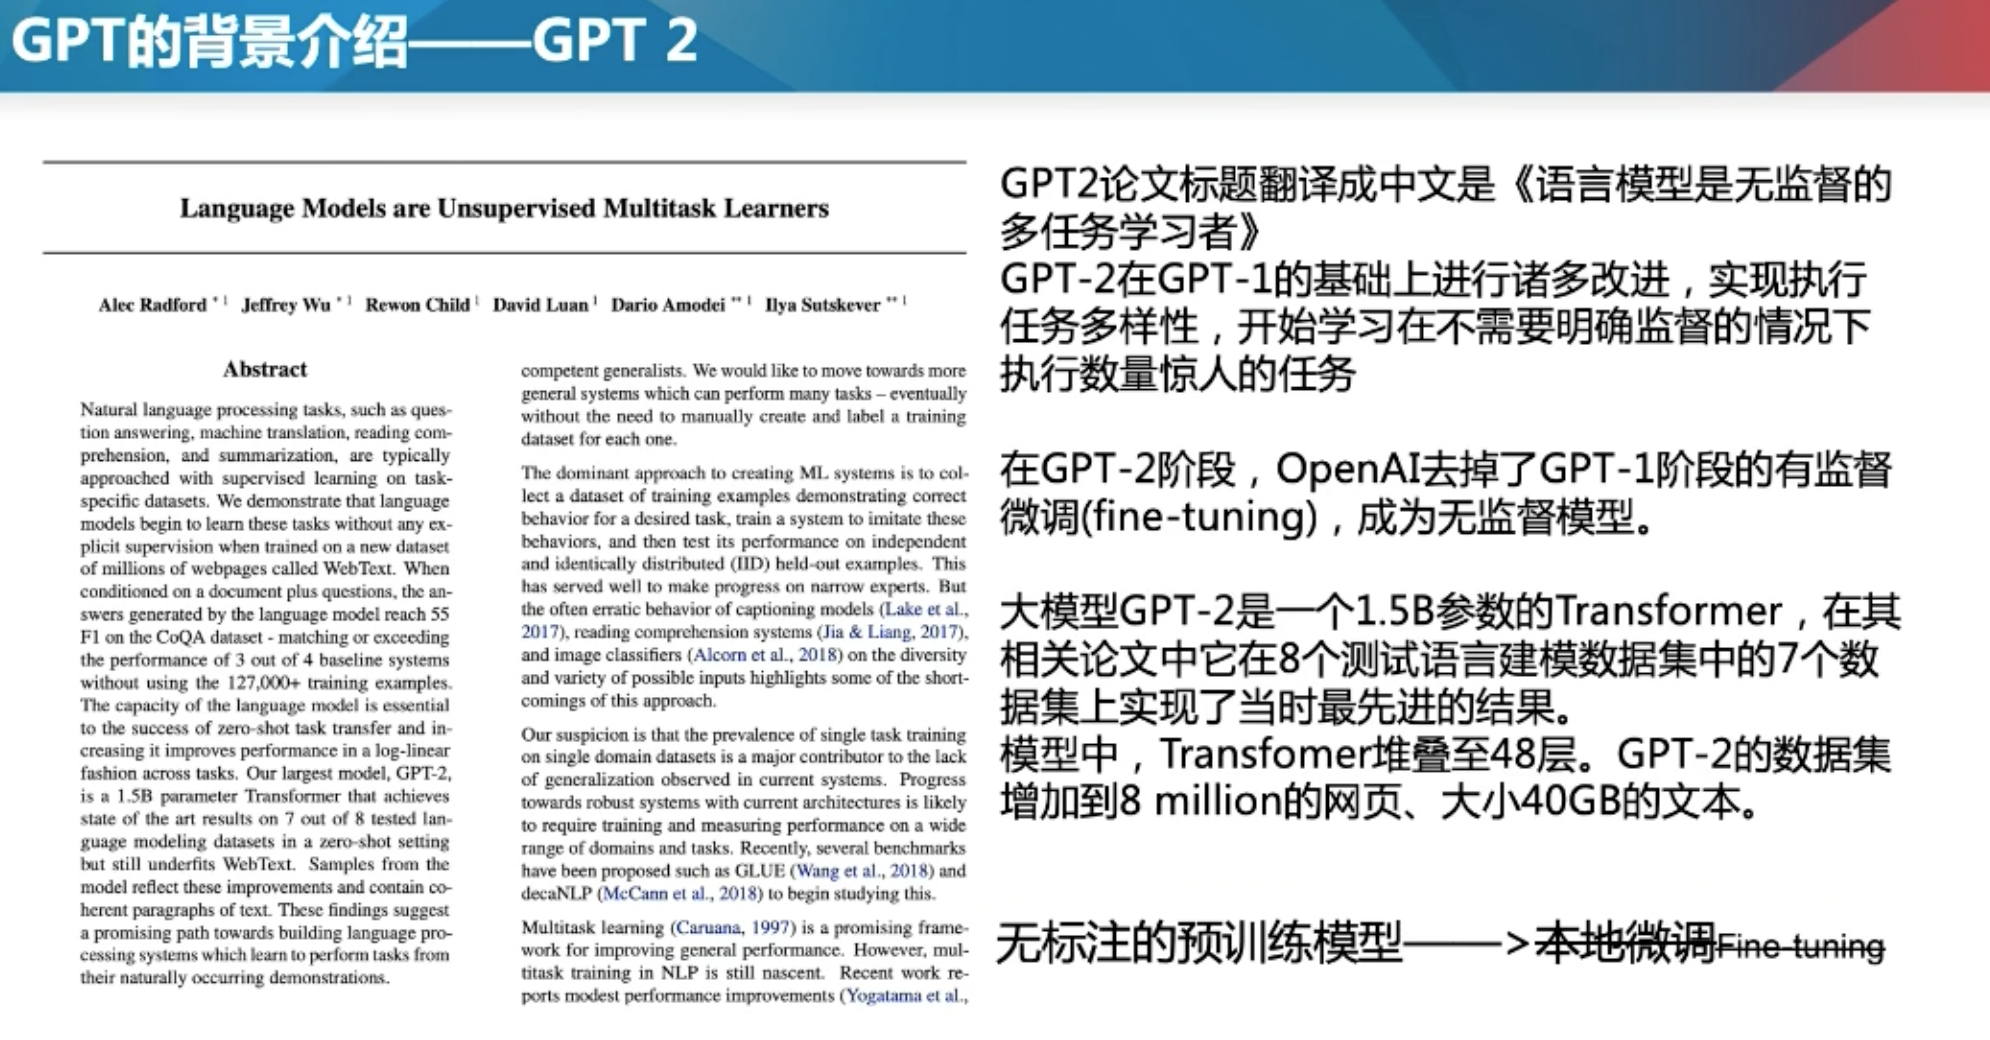 GPT的背景介绍——GPT 2
Language Models are Unsupervised Multitask Learners
Alec Radford * 1 Jeffrey Wu * 1 Rewon Child 1 David Luan 1 Dario Amodei ** 1 Ilya Sutskever ** 1
Abstract
Natural language processing tasks, such as ques-
tion answering, machine translation, reading com-
prehension, and summarization, are typically
approached with supervised learning on task-
specific datasets. We demonstrate that language
models begin to learn these tasks without any ex-
plicit supervision when trained on a new dataset
of millions of webpages called WebText. When
conditioned on a document plus questions, the an-
swers generated by the language model reach 55
F1 on the CoQA dataset - matching or exceeding
the performance of 3 out of 4 baseline systems
without using the 127,000+ training examples.
The capacity of the language model is essential
to the success of zero-shot task transfer and in-
creasing it improves performance in a log-linear
fashion across tasks. Our largest model, GPT-2,
is a 1.5B parameter Transformer that achieves
state of the art results on 7 out of 8 tested lan-
guage modeling datasets in a zero-shot setting
but still underfits WebText. Samples from the
model reflect these improvements and contain co-
herent paragraphs of text. These findings suggest
a promising path towards building language pro-
cessing systems which learn to perform tasks from
their naturally occurring demonstrations.
competent generalists. We would like to move towards more
general systems which can perform many tasks – eventually
without the need to manually create and label a training
dataset for each one.
The dominant approach to creating ML systems is to col-
lect a dataset of training examples demonstrating correct
behavior for a desired task, train a system to imitate these
behaviors, and then test its performance on independent
and identically distributed (IID) held-out examples. This
has served well to make progress on narrow experts. But
the often erratic behavior of captioning models (Lake et al.,
2017), reading comprehension systems (Jia & Liang, 2017),
and image classifiers (Alcorn et al., 2018) on the diversity
and variety of possible inputs highlights some of the short-
comings of this approach.
Our suspicion is that the prevalence of single task training
on single domain datasets is a major contributor to the lack
of generalization observed in current systems. Progress
towards robust systems with current architectures is likely
to require training and measuring performance on a wide
range of domains and tasks. Recently, several benchmarks
have been proposed such as GLUE (Wang et al., 2018) and
decaNLP (McCann et al., 2018) to begin studying this.
Multitask learning (Caruana, 1997) is a promising frame-
work for improving general performance. However, mul-
titask training in NLP is still nascent. Recent work re-
ports modest performance improvements (Yogatama et al.,
GPT2论文标题翻译成中文是《语言模型是无监督的
多任务学习者》
GPT-2在GPT-1的基础上进行诸多改进，实现执行
任务多样性，开始学习在不需要明确监督的情况下
执行数量惊人的任务
在GPT-2阶段，OpenAI去掉了GPT-1阶段的有监督
微调(fine-tuning)，成为无监督模型。
大模型GPT-2是一个1.5B参数的Transformer，在其
相关论文中它在8个测试语言建模数据集中的7个数
据集上实现了当时最先进的结果。
模型中，Transfomer堆叠至48层。GPT-2的数据集
增加到8 million的网页、大小40GB的文本。
无标注的预训练模型——>本地微调Fine-tuning